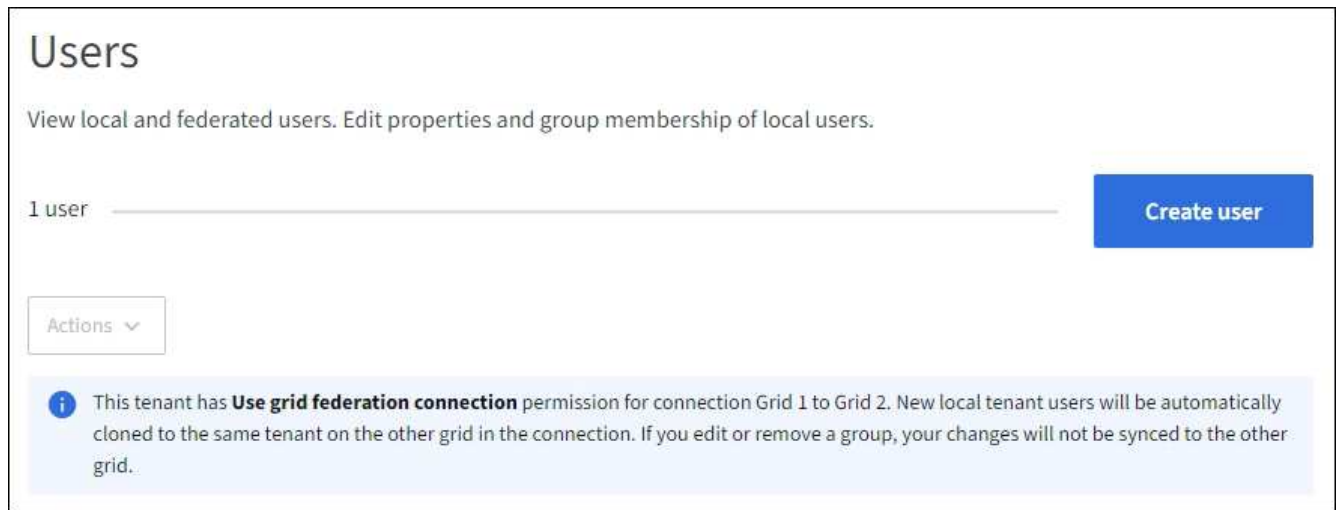 Users
View local and federated users. Edit properties and group membership of local users.
1 user
Create user
Actions
This tenant has Use grid federation connection permission for connection Grid 1 to Grid 2. New local tenant users will be automatically
cloned to the same tenant on the other grid in the connection. If you edit or remove a group, your changes will not be synced to the other
grid.